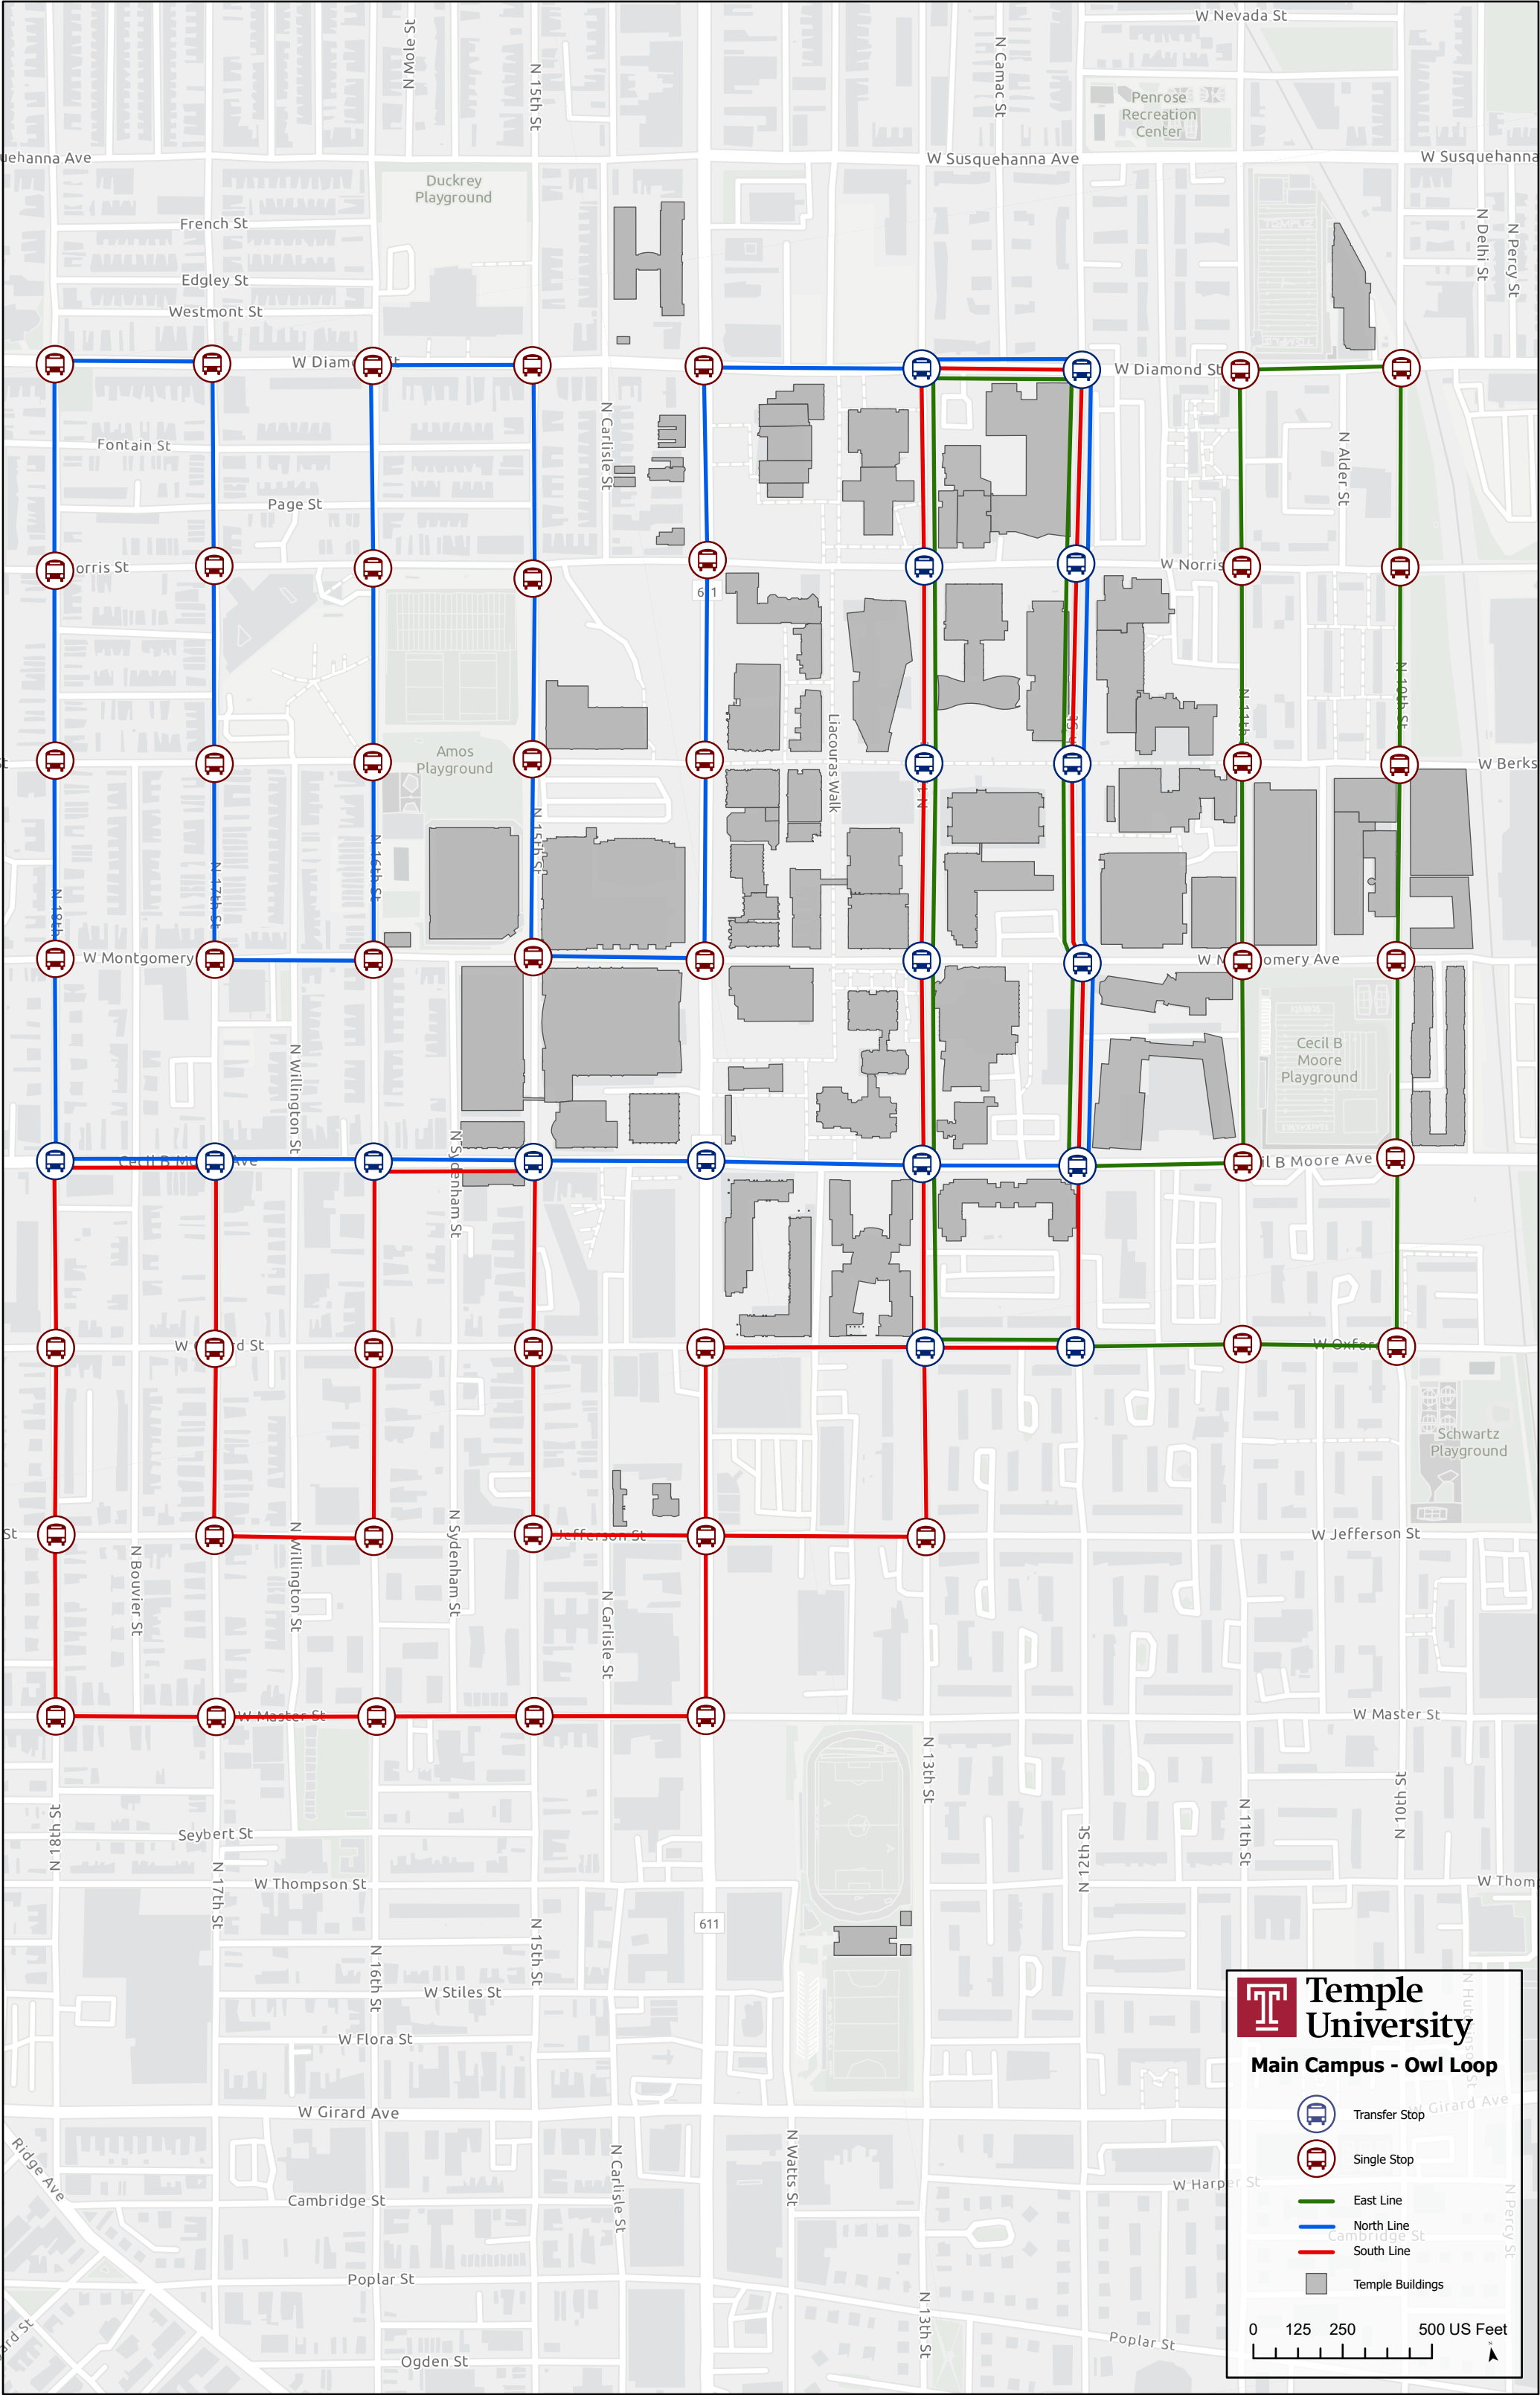 W Nevada St
N Mole St
N 15th St
N Camac St
Penrose
Recreation
Center
uehanna Ave
W Susquehanna Ave
W Susquehanna
Duckrey
Playground
French St
Edgley St
Westmont St
N Delhi St
N Percy St
W Diamond St
W Diamond St
Fontain St
N Carlisle St
N Alder St
Page St
orris St
W Norris
Amos
Playground
Liacouras Walk
N 11th
N 10th St
St
W Berks
N 15th St
N 16th St
N 17th St
N 18th
W Montgomery
W Montgomery Ave
Cecil B
Moore
Playground
N Willington St
N Sydenham St
Cecil B Moore Ave
il B Moore Ave
W Oxford St
W Oxfor
Schwartz
Playground
St
Jefferson St
W Jefferson St
N Bouvier St
N Willington St
N Sydenham St
N Carlisle St
W Master St
W Master St
N 13th St
N 18th St
Seybert St
N 17th St
N 12th St
N 11th St
N 10th St
W Thompson St
W Thom
611
N 15th St
N 16th St
W Stiles St
W Flora St
W Girard Ave
Ridge Ave
N Carlisle St
N Watts St
W Harper St
Cambridge St
Poplar St
N 13th St
Poplar St
Ogden St
Temple
University
Main Campus - Owl Loop
W Girard Ave
Transfer Stop
Single Stop
East Line
North Line
Cambridge St
South Line
Temple Buildings
N Percy St
0 125 250 500 US Feet
N